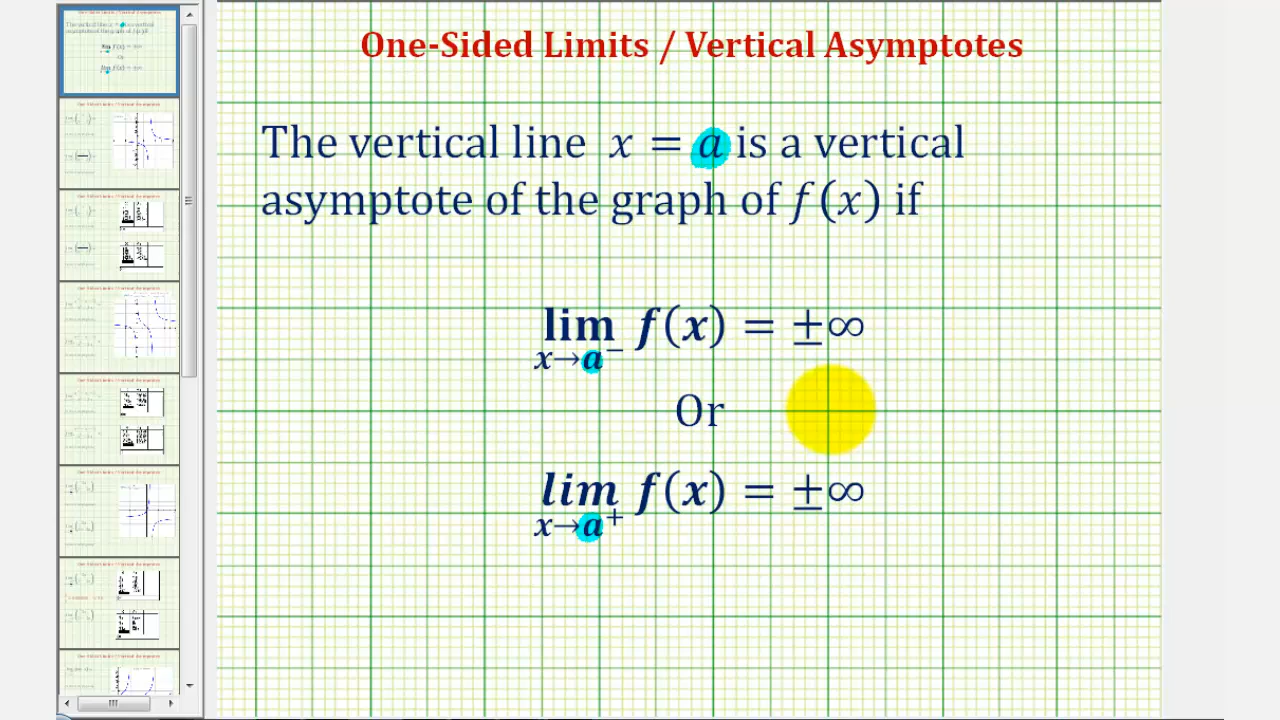 One-Sided Limits / Vertical Asymptotes
The vertical line x = a is a vertical
asymptote of the graph of f(x) if
lim f(x) = ±∞
x→a⁻
Or
lim f(x) = ±∞
x→a⁺